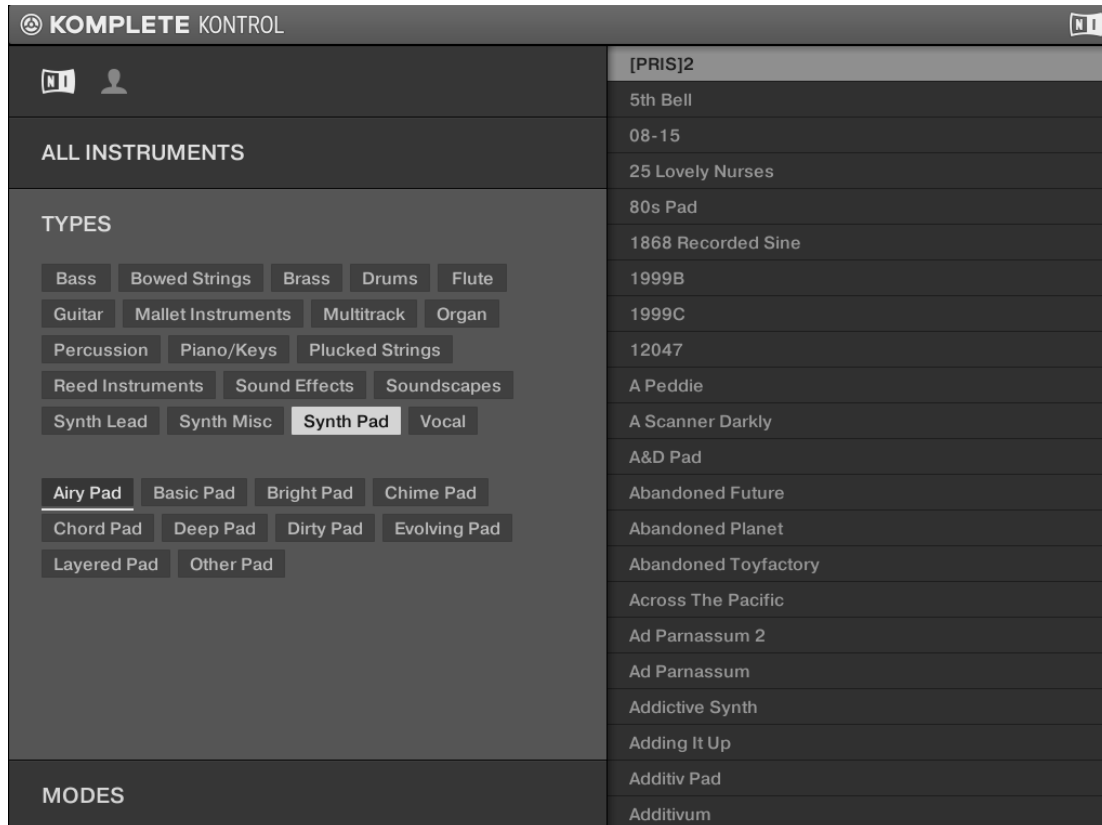 KOMPLETE KONTROL
NI
NI
ALL INSTRUMENTS
TYPES
Bass Bowed Strings Brass Drums Flute
Guitar Mallet Instruments Multitrack Organ
Percussion Piano/Keys Plucked Strings
Reed Instruments Sound Effects Soundscapes
Synth Lead Synth Misc Synth Pad Vocal
Airy Pad Basic Pad Bright Pad Chime Pad
Chord Pad Deep Pad Dirty Pad Evolving Pad
Layered Pad Other Pad
MODES
[PRIS]2
5th Bell
08-15
25 Lovely Nurses
80s Pad
1868 Recorded Sine
1999B
1999C
12047
A Peddie
A Scanner Darkly
A&D Pad
Abandoned Future
Abandoned Planet
Abandoned Toyfactory
Across The Pacific
Ad Parnassum 2
Ad Parnassum
Addictive Synth
Adding It Up
Additiv Pad
Additivum